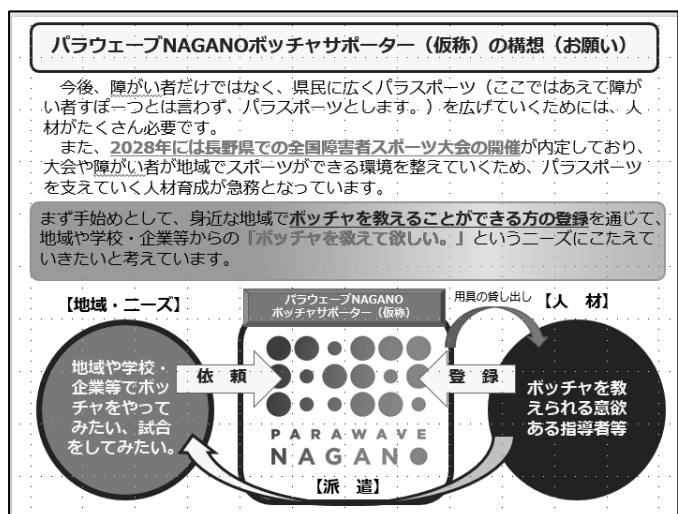 パラウェーブNAGANOボッチャサポーター（仮称）の構想（お願い）
今後、障がい者だけではなく、県民に広くパラスポーツ（ここではあえて障が
い者すぽーつとは言わず、パラスポーツとします。）を広げていくためには、人
材がたくさん必要です。
また、2028年には長野県での全国障害者スポーツ大会の開催が内定しており、
大会や障がい者が地域でスポーツができる環境を整えていくため、パラスポーツ
を支えていく人材育成が急務となっています。
まず手始めとして、身近な地域でボッチャを教えることができる方の登録を通じて、
地域や学校・企業等からの「ボッチャを教えて欲しい。」というニーズにこたえて
いきたいと考えています。
【地域・ニーズ】
パラウェーブNAGANO
ボッチャサポーター（仮称）
用具の貸し出し
【人　材】
地域や学校・
企業等でボッ
チャをやって
みたい、試合
をしてみたい。
依　頼
登　録
ボッチャを教
えられる意欲
ある指導者等
PARAWAVE
NAGANO
【派　遣】